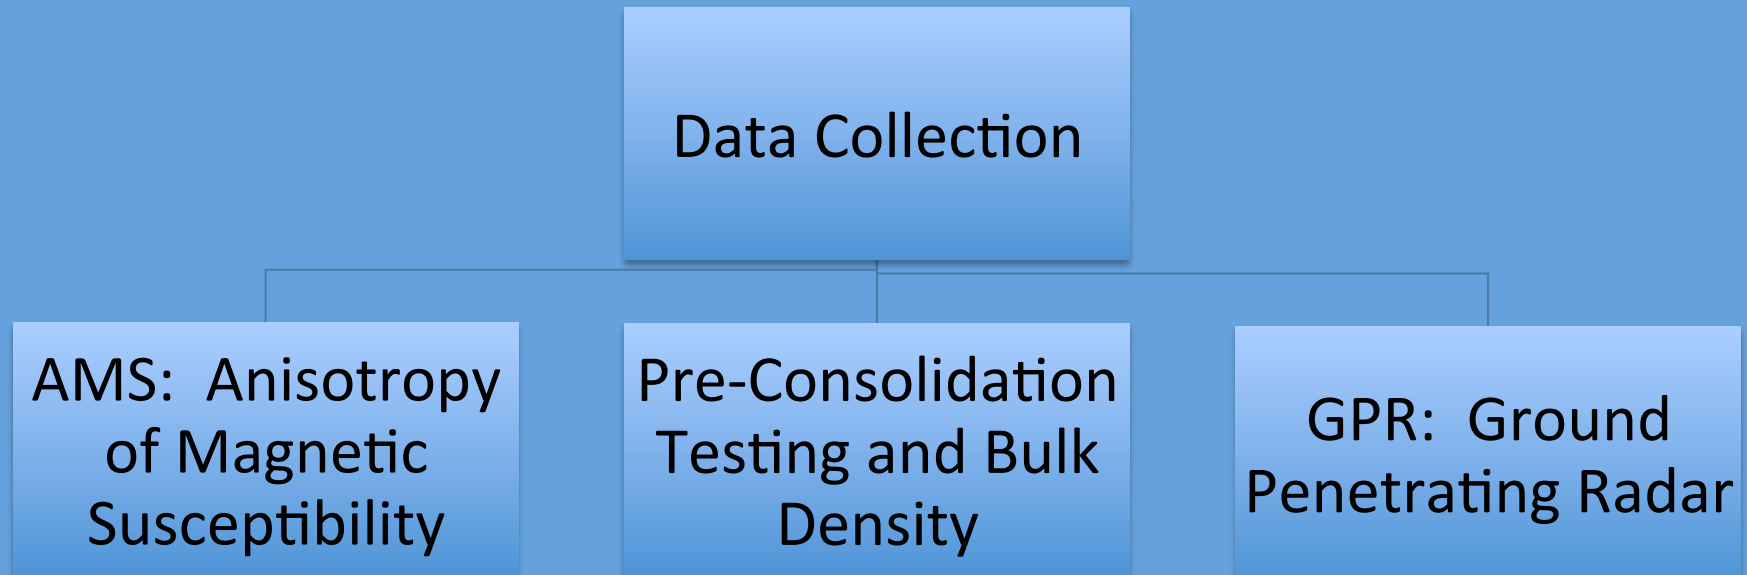 Data Collection
AMS:  Anisotropy
of Magnetic
Susceptibility
Pre-Consolidation
Testing and Bulk
Density
GPR:  Ground
Penetrating Radar